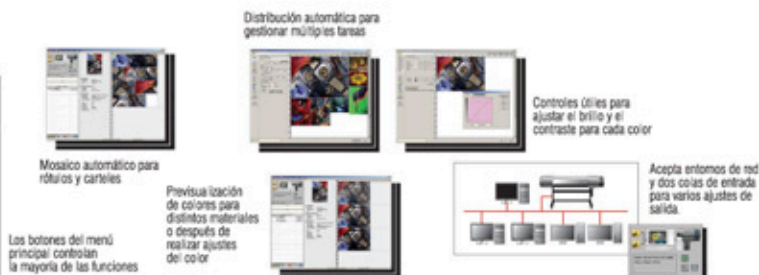 Distribución automática para
gestionar múltiples tareas
Controles útiles para
ajustar el brillo y el
contraste para cada color
Mosaico automático para
rótulos y carteles
Acepta entornos de red
y dos colas de entrada
para varios ajustes de
salida.
Previsualización
de colores para
distintos materiales
o después de
realizar ajustes
del color
Los botones del menú
principal controlan
la mayoría de las funciones